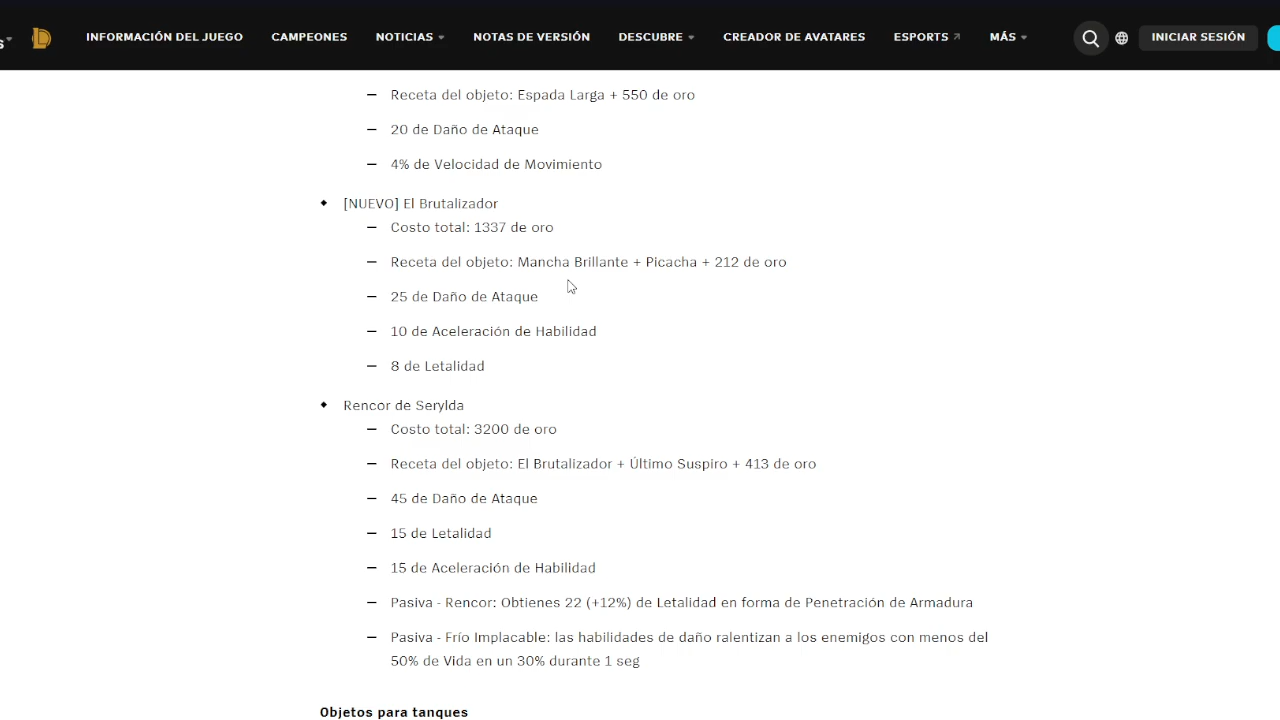 s
INFORMACIÓN DEL JUEGO CAMPEONES NOTICIAS NOTAS DE VERSIÓN DESCUBRE CREADOR DE AVATARES ESPORTS MÁS INICIAR SESIÓN
— Receta del objeto: Espada Larga + 550 de oro
— 20 de Daño de Ataque
— 4% de Velocidad de Movimiento
[NUEVO] El Brutalizador
— Costo total: 1337 de oro
— Receta del objeto: Mancha Brillante + Picacha + 212 de oro
— 25 de Daño de Ataque
— 10 de Aceleración de Habilidad
— 8 de Letalidad
Rencor de Serylda
— Costo total: 3200 de oro
— Receta del objeto: El Brutalizador + Último Suspiro + 413 de oro
— 45 de Daño de Ataque
— 15 de Letalidad
— 15 de Aceleración de Habilidad
— Pasiva - Rencor: Obtienes 22 (+12%) de Letalidad en forma de Penetración de Armadura
— Pasiva - Frío Implacable: las habilidades de daño ralentizan a los enemigos con menos del
50% de Vida en un 30% durante 1 seg
Objetos para tanques